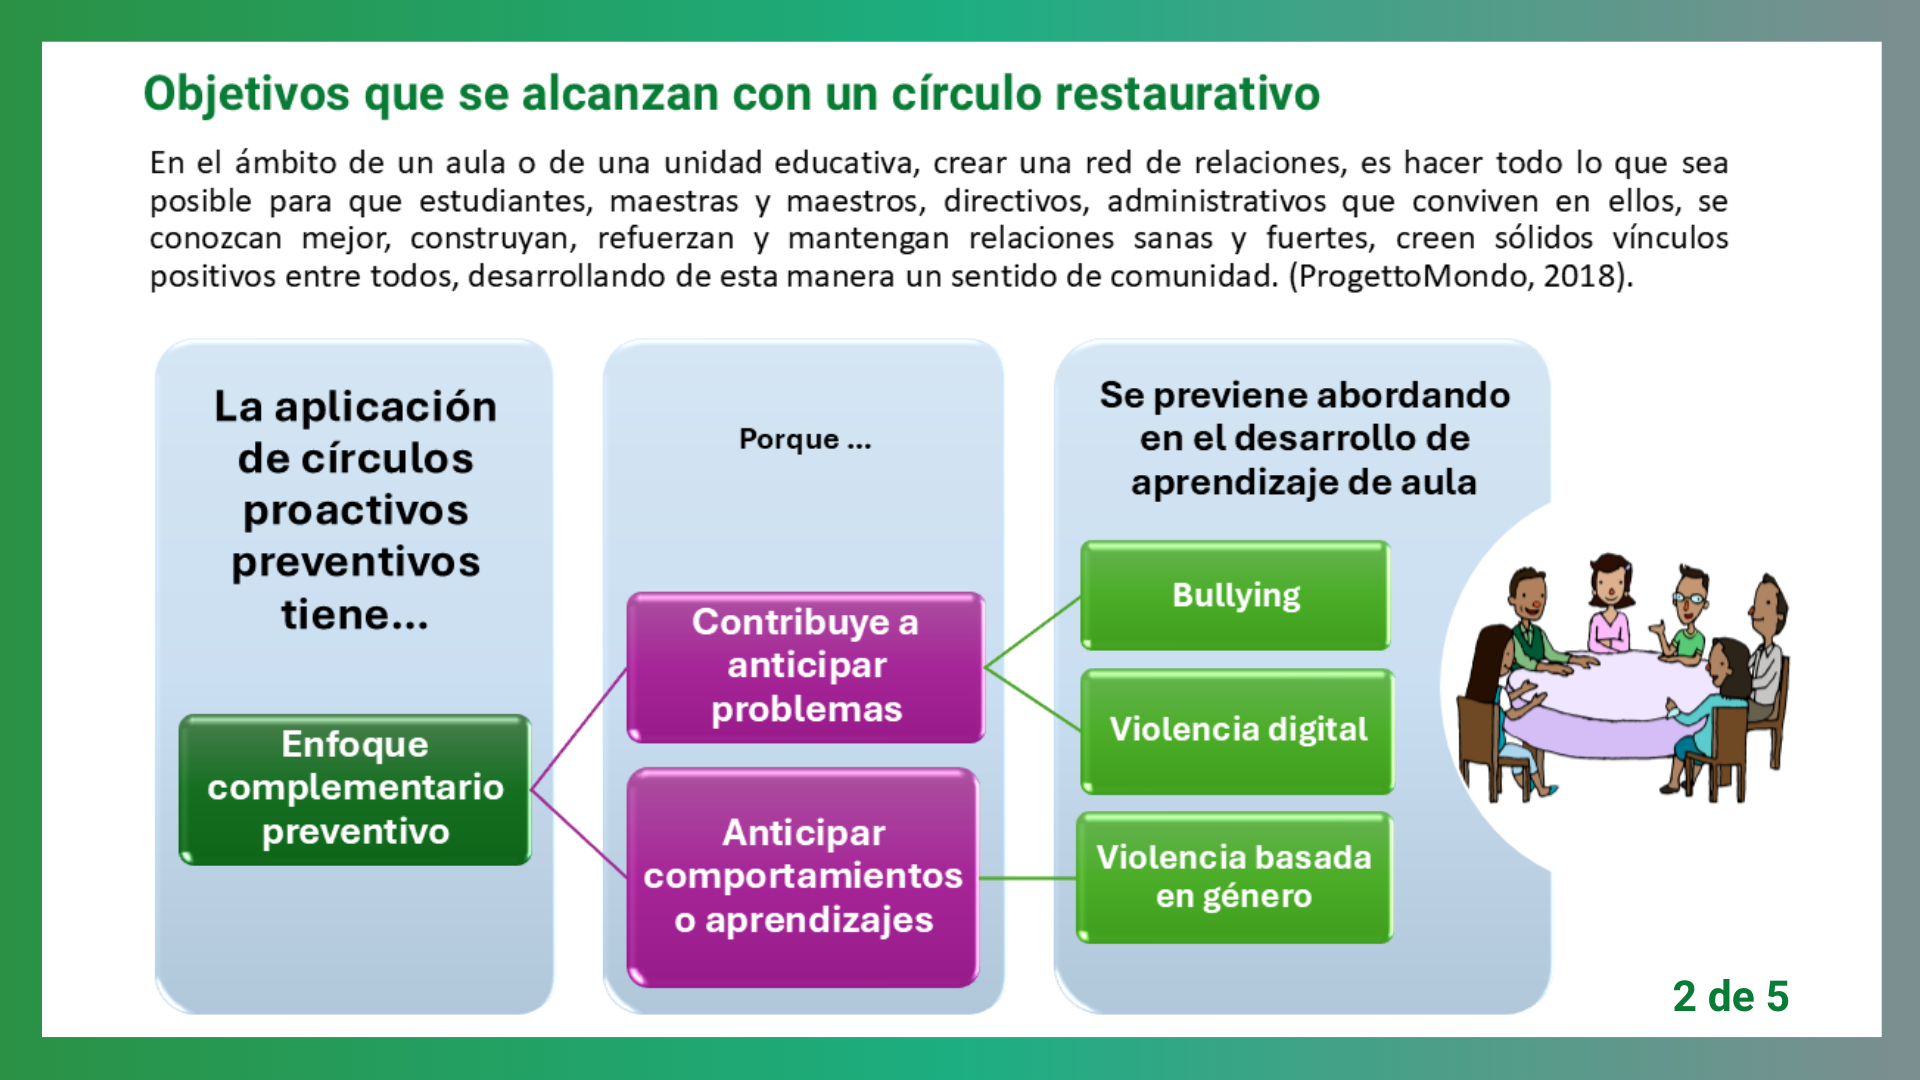 Objetivos que se alcanzan con un círculo restaurativo
En el ámbito de un aula o de una unidad educativa, crear una red de relaciones, es hacer todo lo que sea
posible para que estudiantes, maestras y maestros, directivos, administrativos que conviven en ellos, se
conozcan mejor, construyan, refuerzan y mantengan relaciones sanas y fuertes, creen sólidos vínculos
positivos entre todos, desarrollando de esta manera un sentido de comunidad. (ProgettoMondo, 2018).
La aplicación
de círculos
proactivos
preventivos
tiene...
Enfoque
complementario
preventivo
Porque ...
Contribuye a
anticipar
problemas
Anticipar
comportamientos
o aprendizajes
Se previene abordando
en el desarrollo de
aprendizaje de aula
Bullying
Violencia digital
Violencia basada
en género
2 de 5